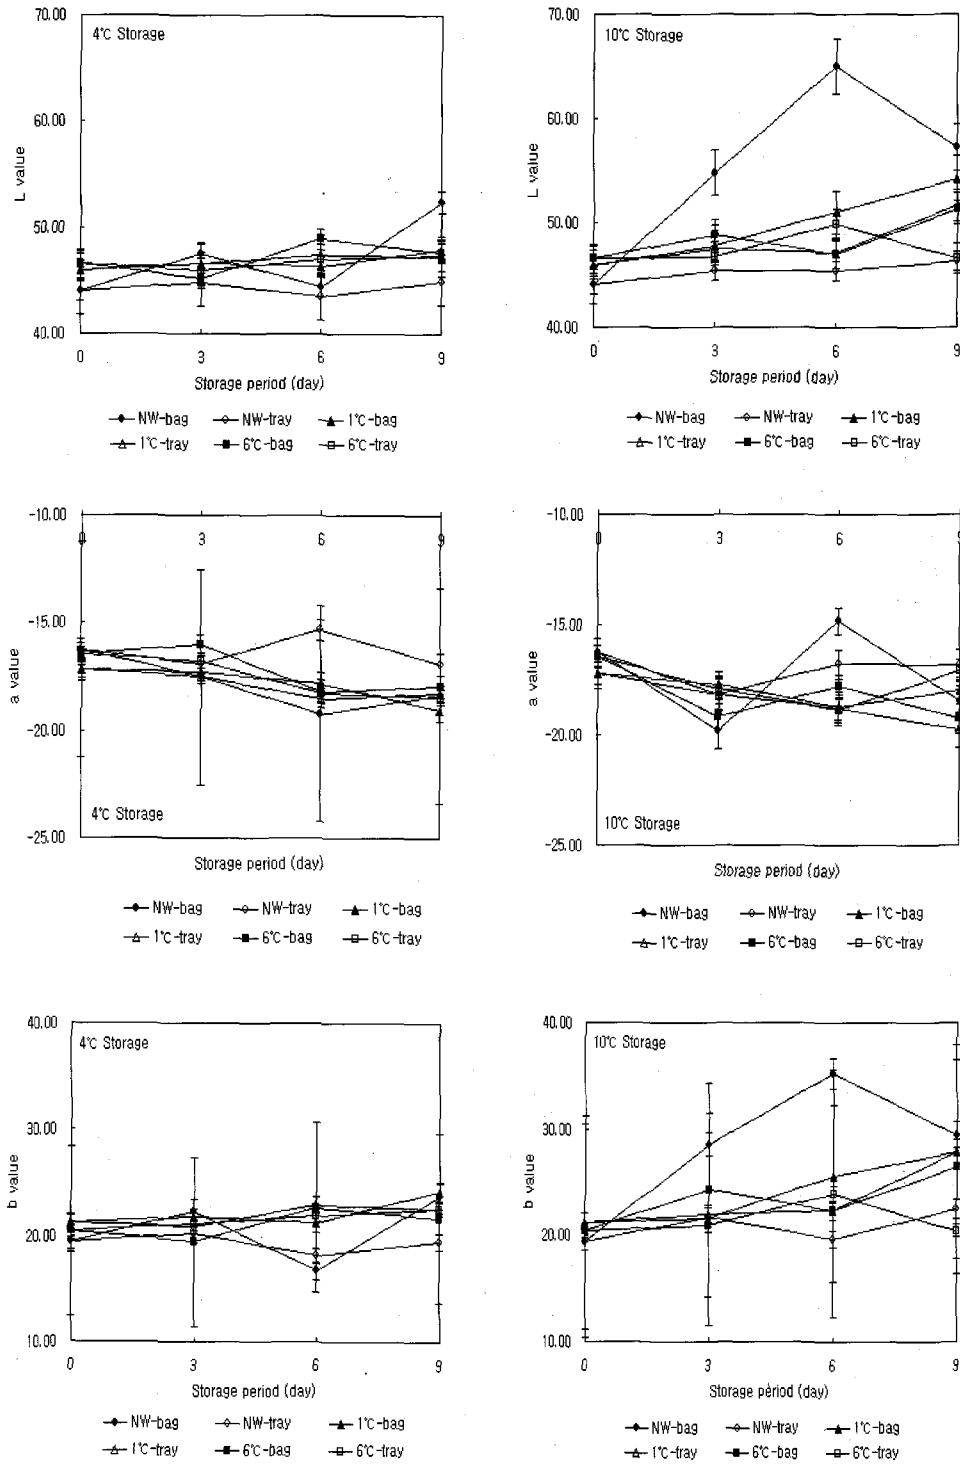 70.00
4℃ Storage
60.00
L value
50.00
40.00
0 3 6 9
Storage period (day)
NW-bag NW-tray 1℃-bag
1℃-tray 6℃-bag 6℃-tray
70.00
10℃ Storage
60.00
L value
50.00
40.00
0 3 6 9
Storage period (day)
NW-bag NW-tray 1℃-bag
1℃-tray 6℃-bag 6℃-tray
-10.00
0 3 6 9
-15.00
a value
-20.00
4℃ Storage
-25.00
Storage period (day)
NW-bag NW-tray 1℃-bag
1℃-tray 6℃-bag 6℃-tray
-10.00
0 3 6 9
-15.00
a value
-20.00
10℃ Storage
-25.00
Storage period (day)
NW-bag NW-tray 1℃-bag
1℃-tray 6℃-bag 6℃-tray
40.00
4℃ Storage
30.00
b value
20.00
10.00
0 3 6 9
Storage period (day)
NW-bag NW-tray 1℃-bag
1℃-tray 6℃-bag 6℃-tray
40.00
10℃ Storage
30.00
b value
20.00
10.00
0 3 6 9
Storage period (day)
NW-bag NW-tray 1℃-bag
1℃-tray 6℃-bag 6℃-tray